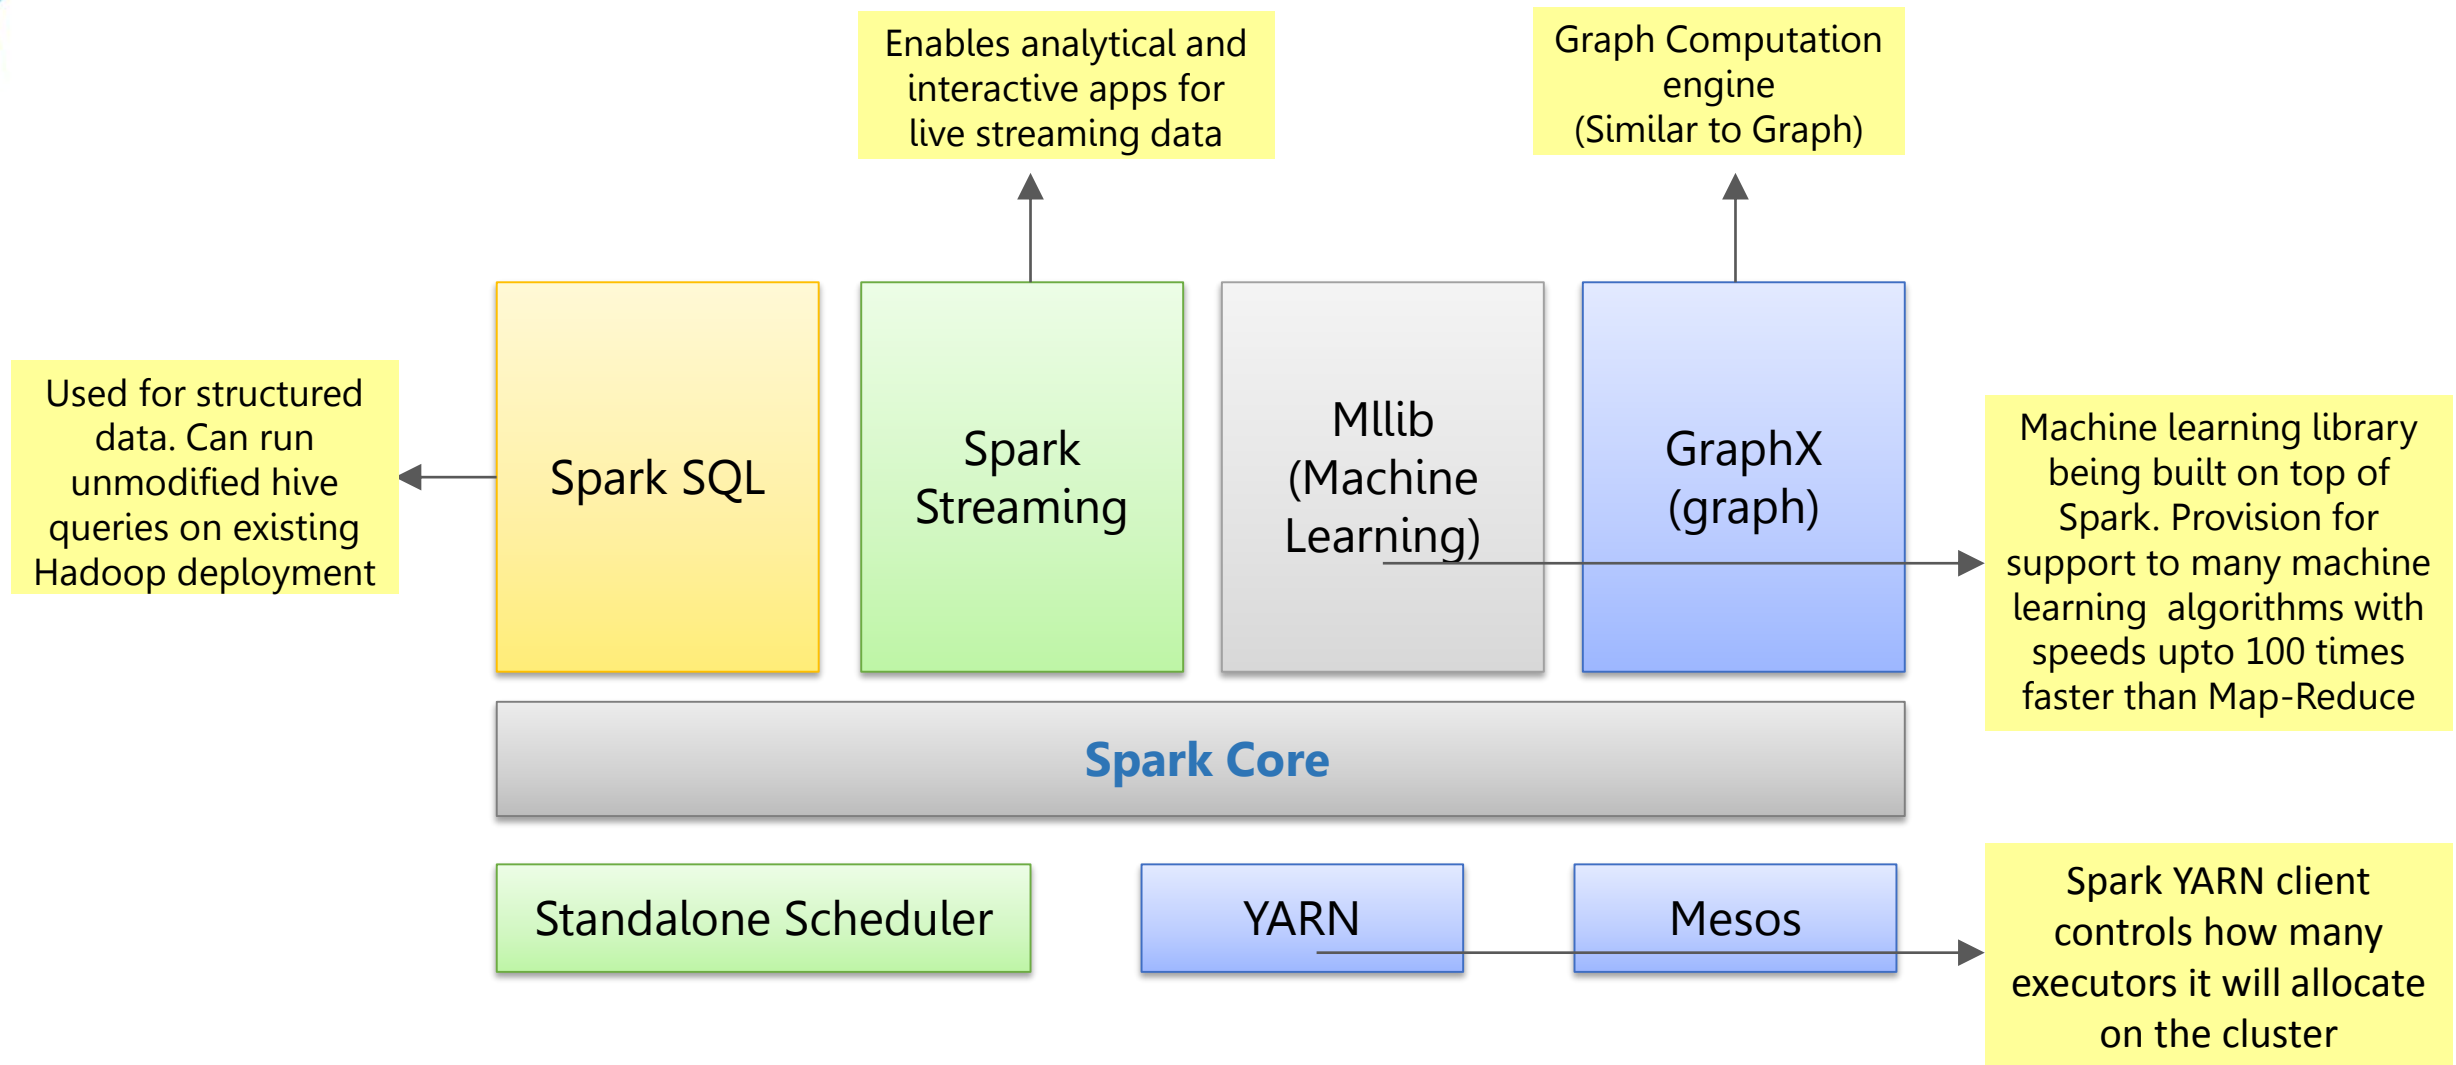 Enables analytical and
interactive apps for
live streaming data
Graph Computation
engine
(Similar to Graph)
Used for structured
data. Can run
unmodified hive
queries on existing
Hadoop deployment
Spark SQL
Spark
Streaming
Mllib
(Machine
Learning)
GraphX
(graph)
Machine learning library
being built on top of
Spark. Provision for
support to many machine
learning  algorithms with
speeds upto 100 times
faster than Map-Reduce
Spark Core
Standalone Scheduler
YARN
Mesos
Spark YARN client
controls how many
executors it will allocate
on the cluster